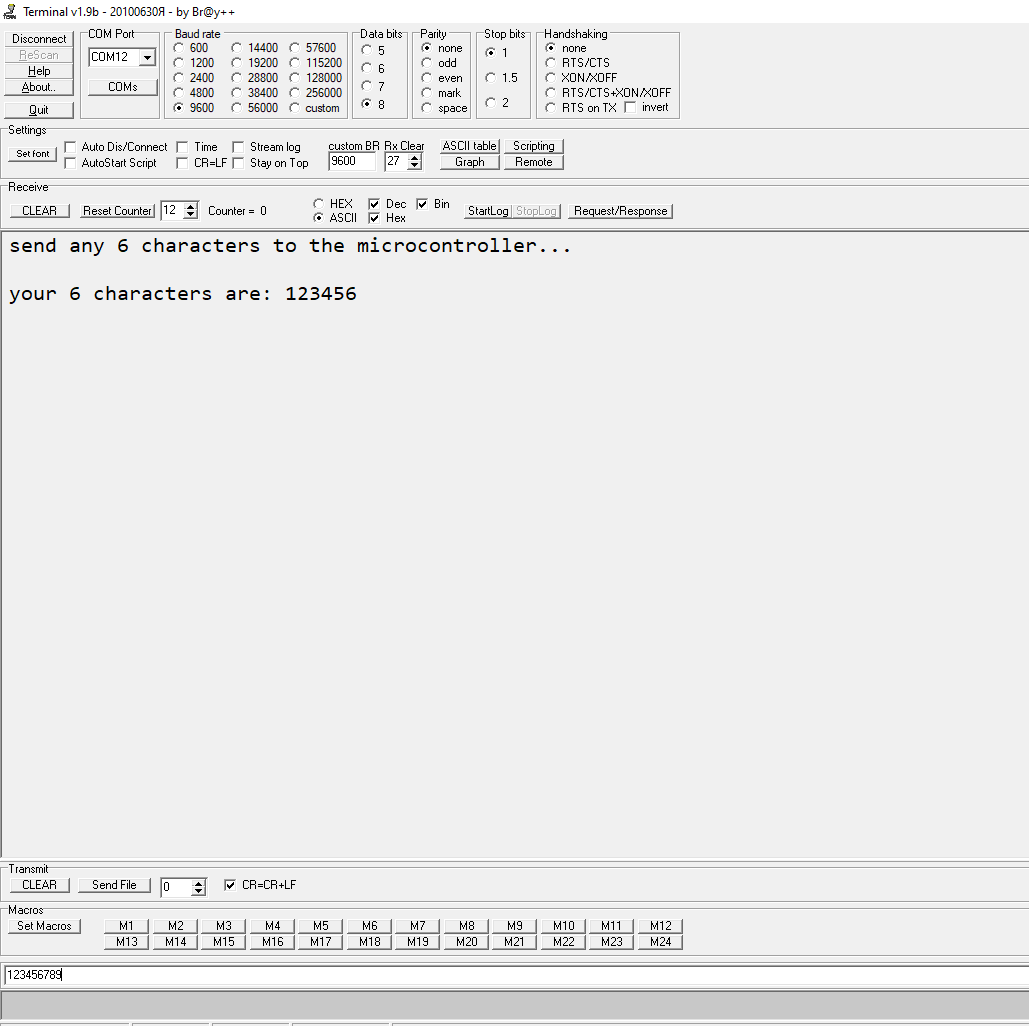 Terminal v1.9b - 20100630Я - by Br@y++
Disconnect
ReScan
Help
About..
Quit
COM Port
COM12
COMs
Baud rate
600 14400 57600
1200 19200 115200
2400 28800 128000
4800 38400 256000
9600 56000 custom
Data bits
5
6
7
8
Parity
none
odd
even
mark
space
Stop bits
1
1.5
2
Handshaking
none
RTS/CTS
XON/XOFF
RTS/CTS+XON/XOFF
RTS on TX invert
Settings
Set font
Auto Dis/Connect Time Stream log
AutoStart Script CR=LF Stay on Top
custom BR Rx Clear
9600 27
ASCII table Scripting
Graph Remote
Receive
CLEAR Reset Counter 12 Counter = 0
HEX Dec Bin
ASCII Hex
StartLog StopLog Request/Response
send any 6 characters to the microcontroller...
your 6 characters are: 123456
Transmit
CLEAR Send File 0 CR=CR+LF
Macros
Set Macros
M1 M2 M3 M4 M5 M6 M7 M8 M9 M10 M11 M12
M13 M14 M15 M16 M17 M18 M19 M20 M21 M22 M23 M24
123456789